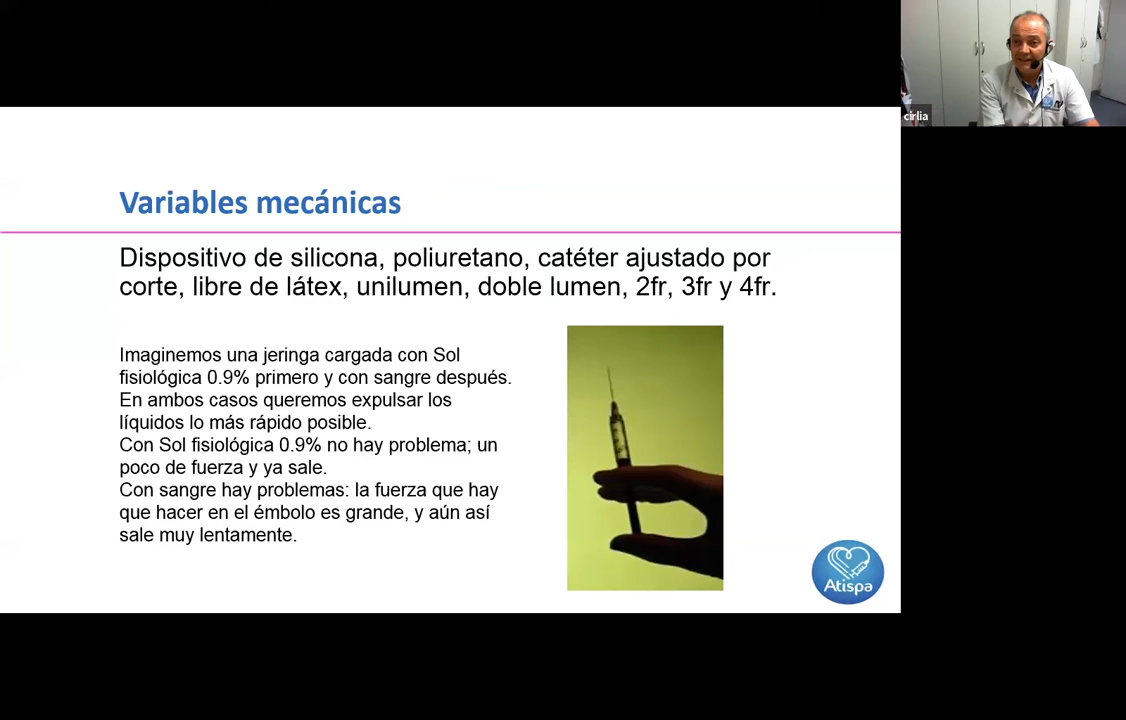 círlia
Variables mecánicas
Dispositivo de silicona, poliuretano, catéter ajustado por
corte, libre de látex, unilumen, doble lumen, 2fr, 3fr y 4fr.
Imaginemos una jeringa cargada con Sol
fisiológica 0.9% primero y con sangre después.
En ambos casos queremos expulsar los
líquidos lo más rápido posible.
Con Sol fisiológica 0.9% no hay problema; un
poco de fuerza y ya sale.
Con sangre hay problemas: la fuerza que hay
que hacer en el émbolo es grande, y aún así
sale muy lentamente.
Atispa